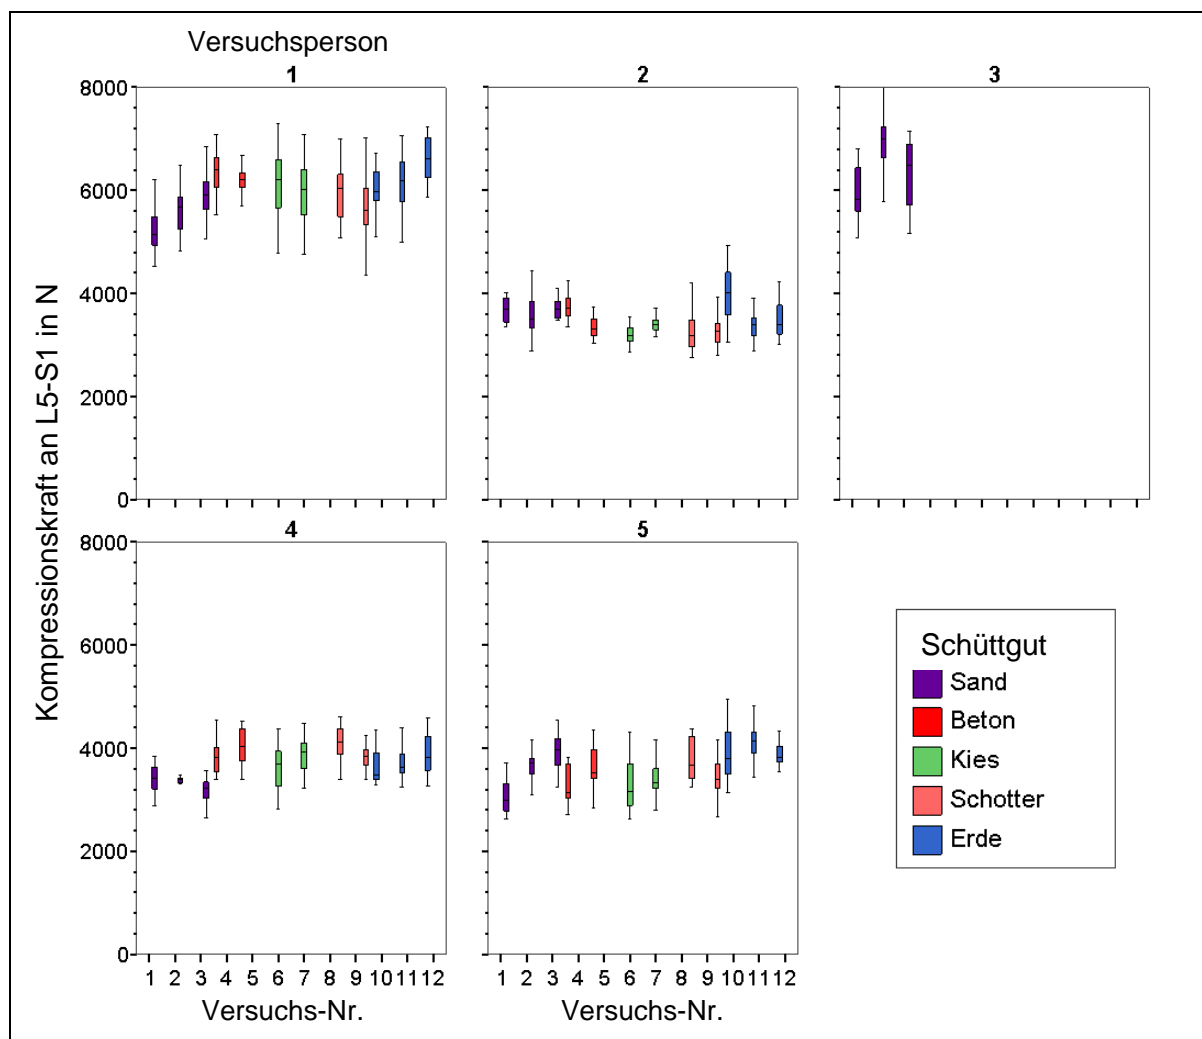 Versuchsperson
1
2
3
Kompressionskraft an L5-S1 in N
8000
6000
4000
2000
0
4
5
8000
6000
4000
2000
0
1 2 3 4 5 6 7 8 9 10 11 12
1 2 3 4 5 6 7 8 9 10 11 12
Versuchs-Nr.
Versuchs-Nr.
Schüttgut
Sand
Beton
Kies
Schotter
Erde